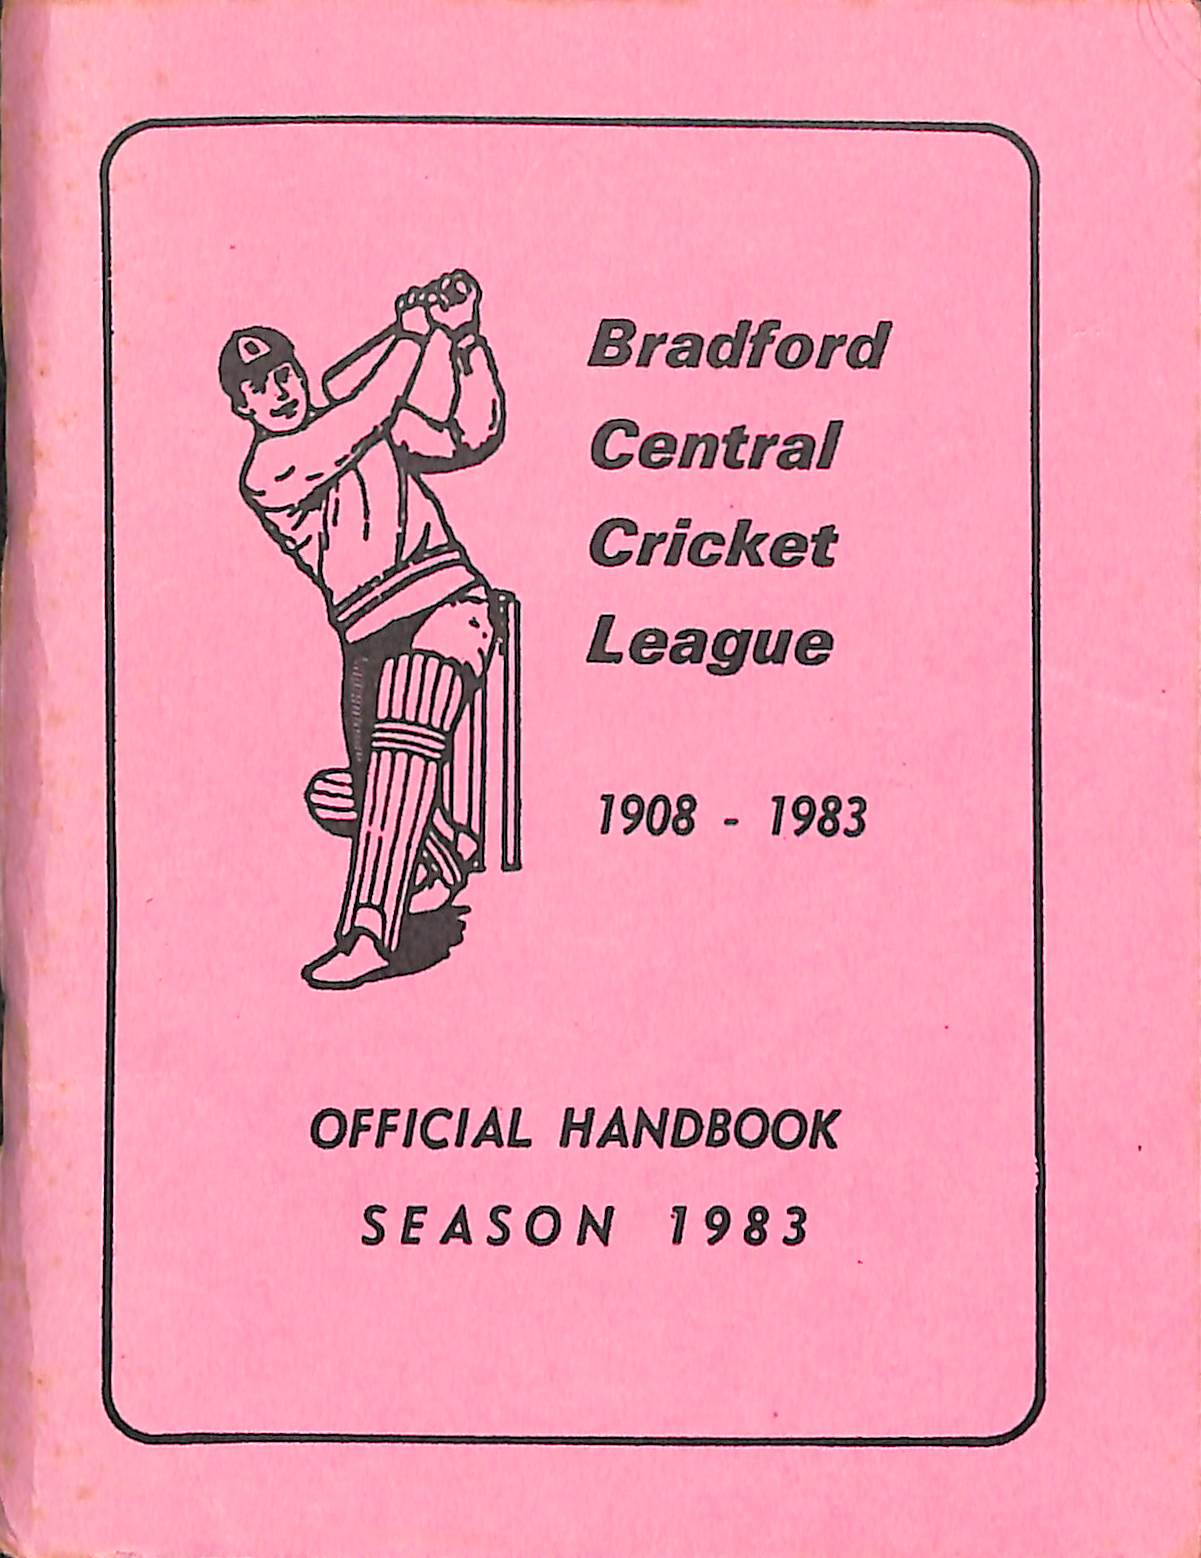 Bradford
Central
Cricket
League
1908 - 1983
OFFICIAL HANDBOOK
SEASON 1983